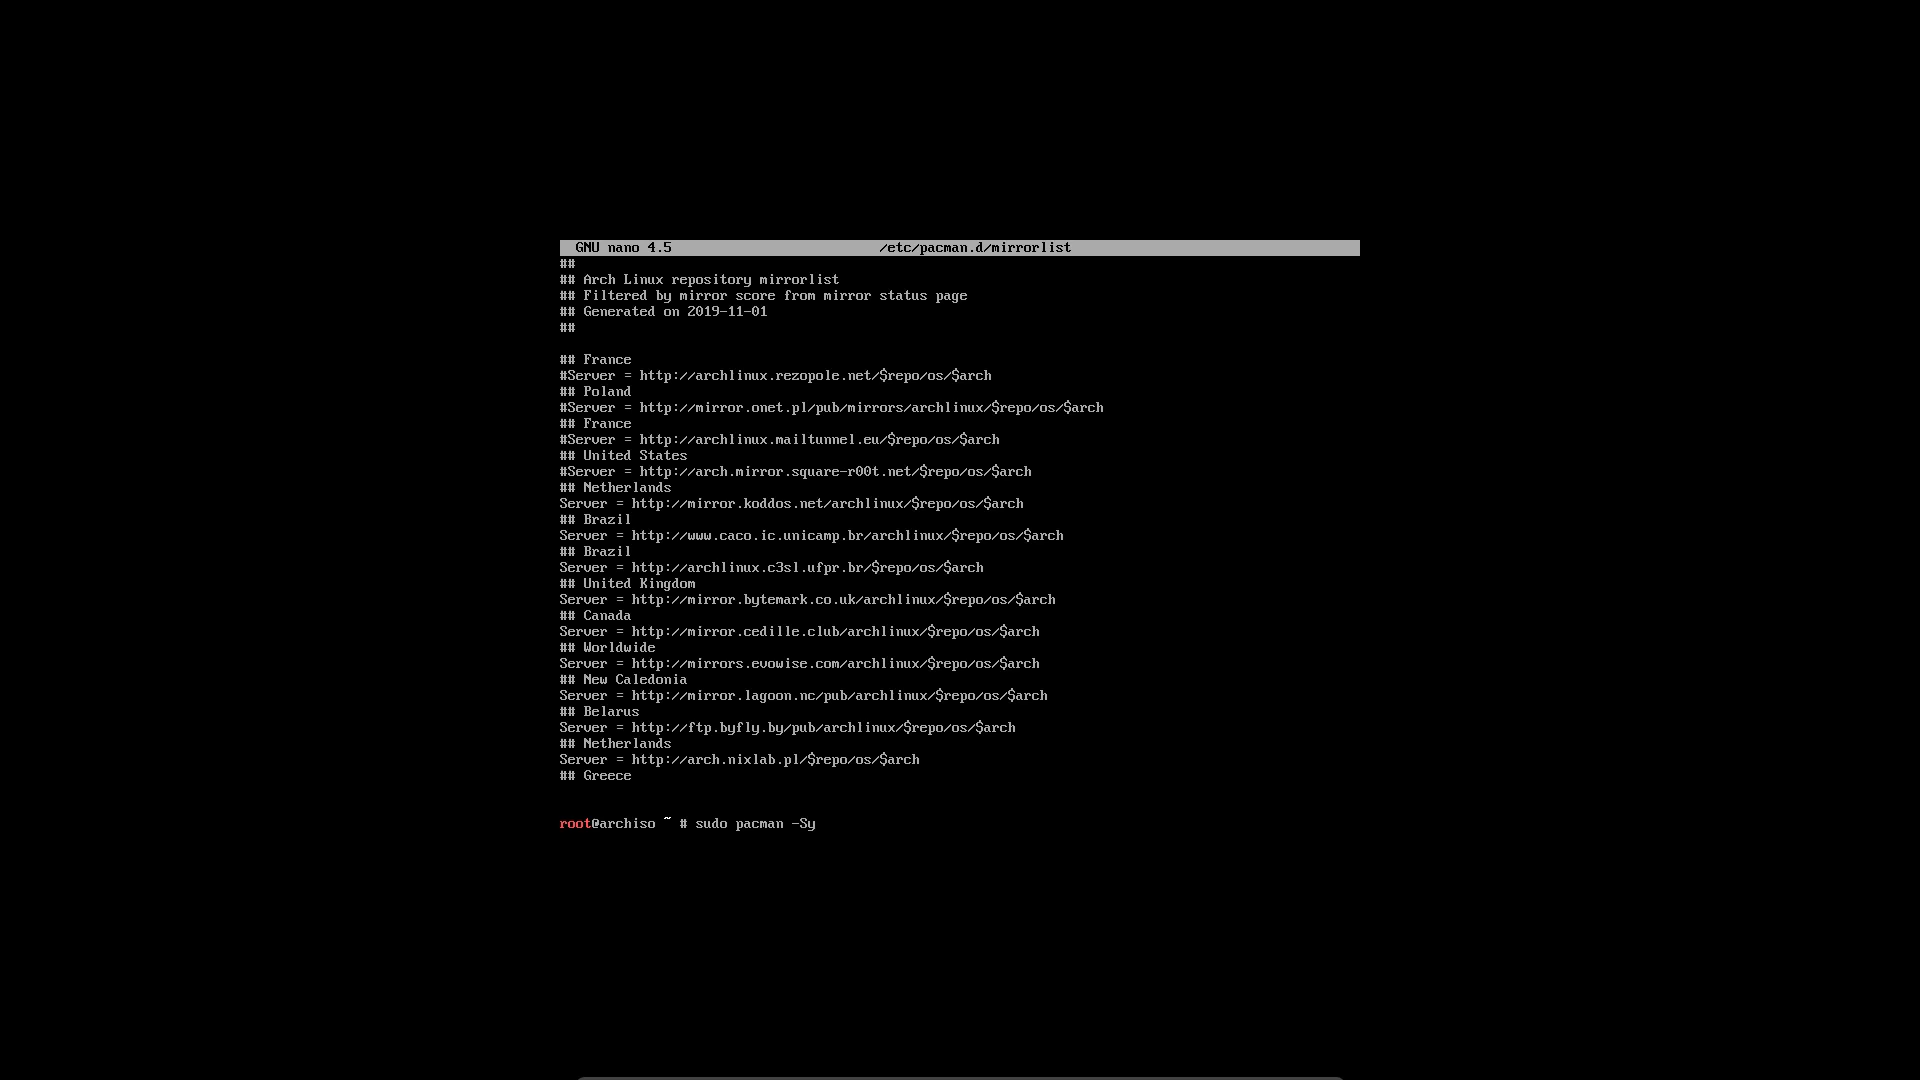 GNU nano 4.5 /etc/pacman.d/mirrorlist
##
## Arch Linux repository mirrorlist
## Filtered by mirror score from mirror status page
## Generated on 2019-11-01
##
## France
#Server = http://archlinux.rezopole.net/$repo/os/$arch
## Poland
#Server = http://mirror.onet.pl/pub/mirrors/archlinux/$repo/os/$arch
## France
#Server = http://archlinux.mailtunnel.eu/$repo/os/$arch
## United States
#Server = http://arch.mirror.square-r00t.net/$repo/os/$arch
## Netherlands
Server = http://mirror.koddos.net/archlinux/$repo/os/$arch
## Brazil
Server = http://www.caco.ic.unicamp.br/archlinux/$repo/os/$arch
## Brazil
Server = http://archlinux.c3sl.ufpr.br/$repo/os/$arch
## United Kingdom
Server = http://mirror.bytemark.co.uk/archlinux/$repo/os/$arch
## Canada
Server = http://mirror.cedille.club/archlinux/$repo/os/$arch
## Worldwide
Server = http://mirrors.evowise.com/archlinux/$repo/os/$arch
## New Caledonia
Server = http://mirror.lagoon.nc/pub/archlinux/$repo/os/$arch
## Belarus
Server = http://ftp.byfly.by/pub/archlinux/$repo/os/$arch
## Netherlands
Server = http://arch.nixlab.pl/$repo/os/$arch
## Greece
root@archiso ~ # sudo pacman -Sy